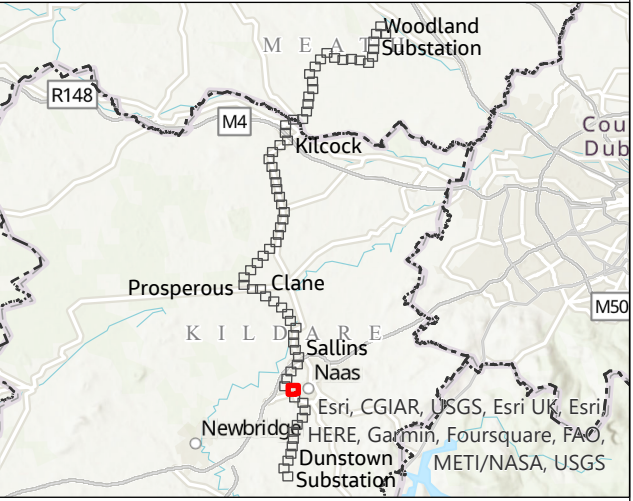 Woodland
Substation
M E A T H
R148
M4
Cou
Dub
Kilcock
Prosperous
Clane
M50
K I L D A R E
Sallins
Naas
Newbridge
Esri, CGIAR, USGS, Esri UK, Esri,
HERE, Garmin, Foursquare, FAO,
METI/NASA, USGS
Dunstown
Substation